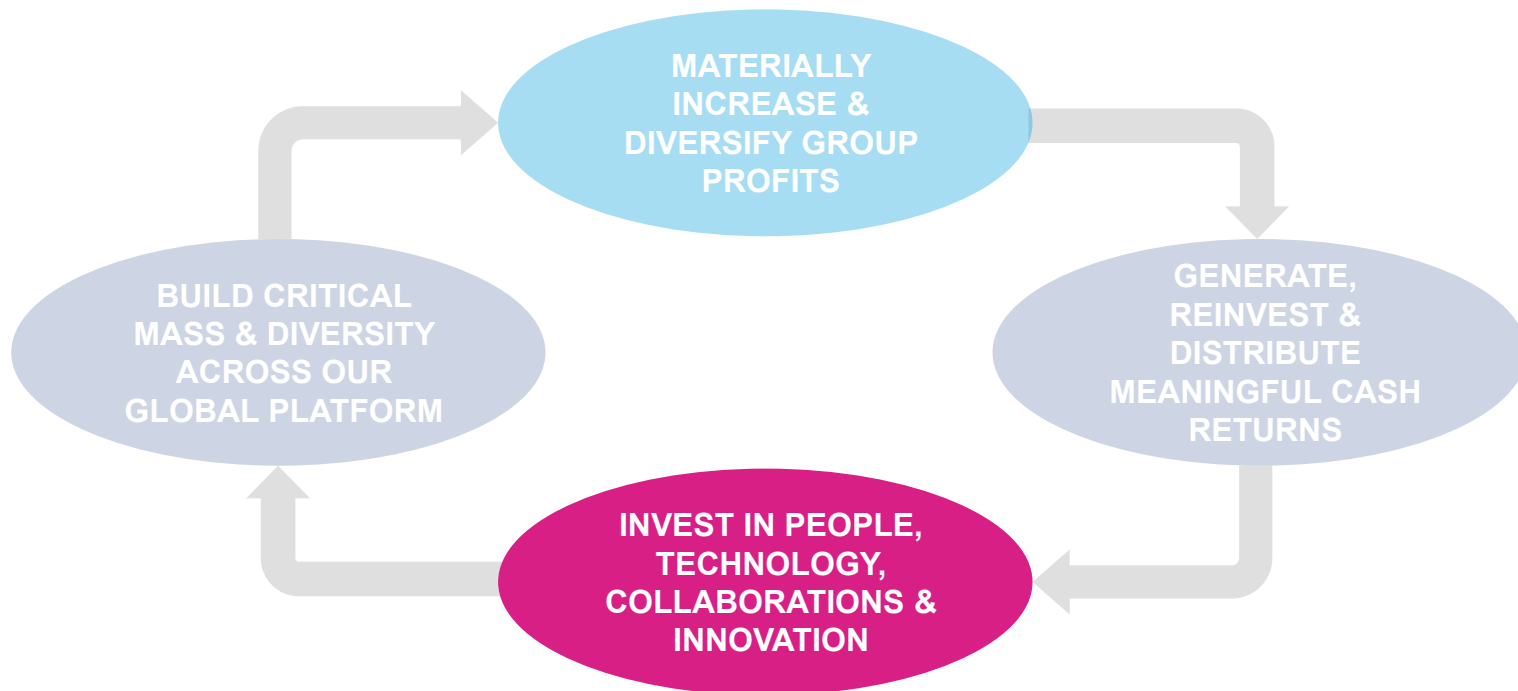 MATERIALLY
INCREASE &
DIVERSIFY GROUP
PROFITS
BUILD CRITICAL
MASS & DIVERSITY
ACROSS OUR
GLOBAL PLATFORM
GENERATE,
REINVEST &
DISTRIBUTE
MEANINGFUL CASH
RETURNS
INVEST IN PEOPLE,
TECHNOLOGY,
COLLABORATIONS &
INNOVATION